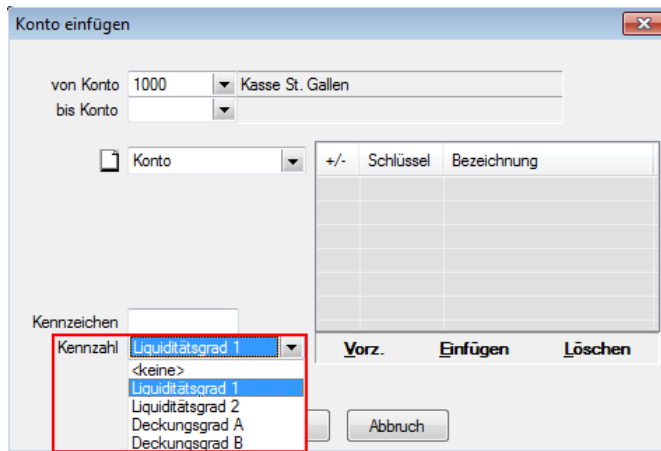 Konto einfügen
von Konto 1000 Kasse St. Gallen
bis Konto
Konto
+/- Schlüssel Bezeichnung
Kennzeichen
Kennzahl Liquiditätsgrad 1
Vorz. Einfügen Löschen
<keine>
Liquiditätsgrad 1
Liquiditätsgrad 2
Deckungsgrad A
Deckungsgrad B
Abbruch